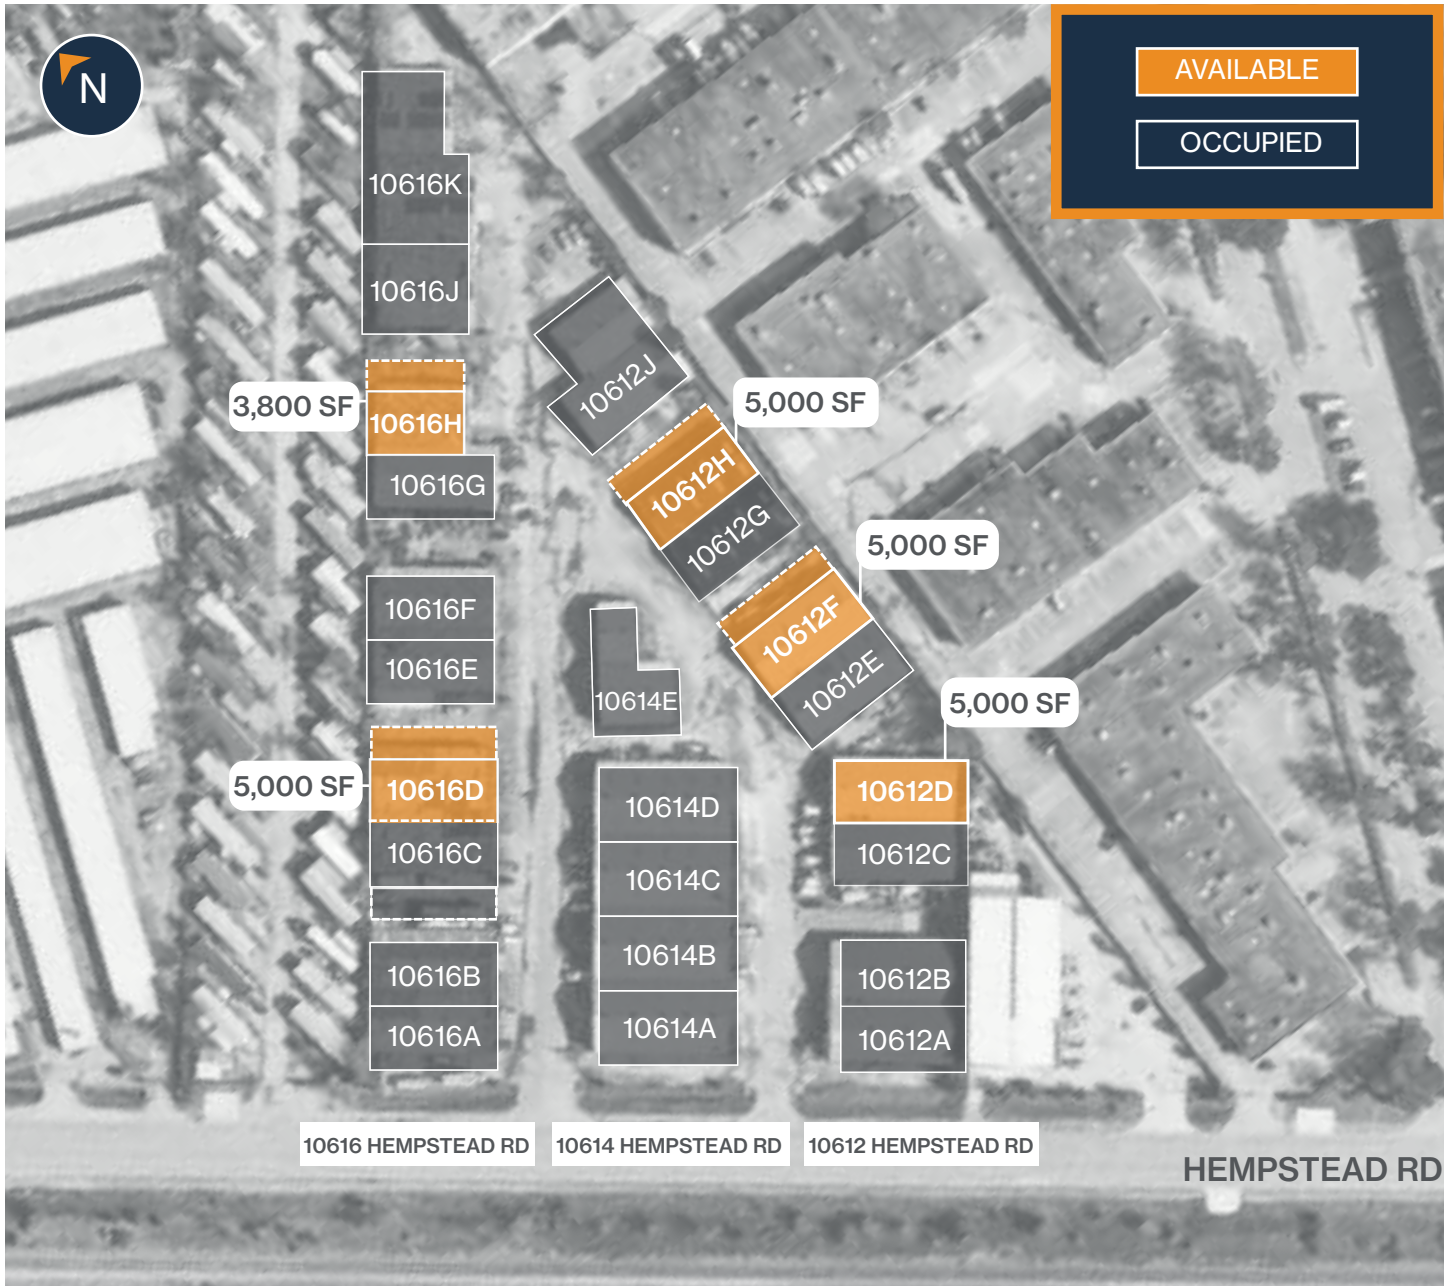 N
AVAILABLE
OCCUPIED
10616K
10616J
3,800 SF
10616H
10616G
10616F
10616E
5,000 SF
10616D
10616C
10616B
10616A
10612J
5,000 SF
10612H
10612G
5,000 SF
10612F
10612E
10614E
10614D
10614C
10614B
10614A
5,000 SF
10612D
10612C
10612B
10612A
10616 HEMPSTEAD RD
10614 HEMPSTEAD RD
10612 HEMPSTEAD RD
HEMPSTEAD RD